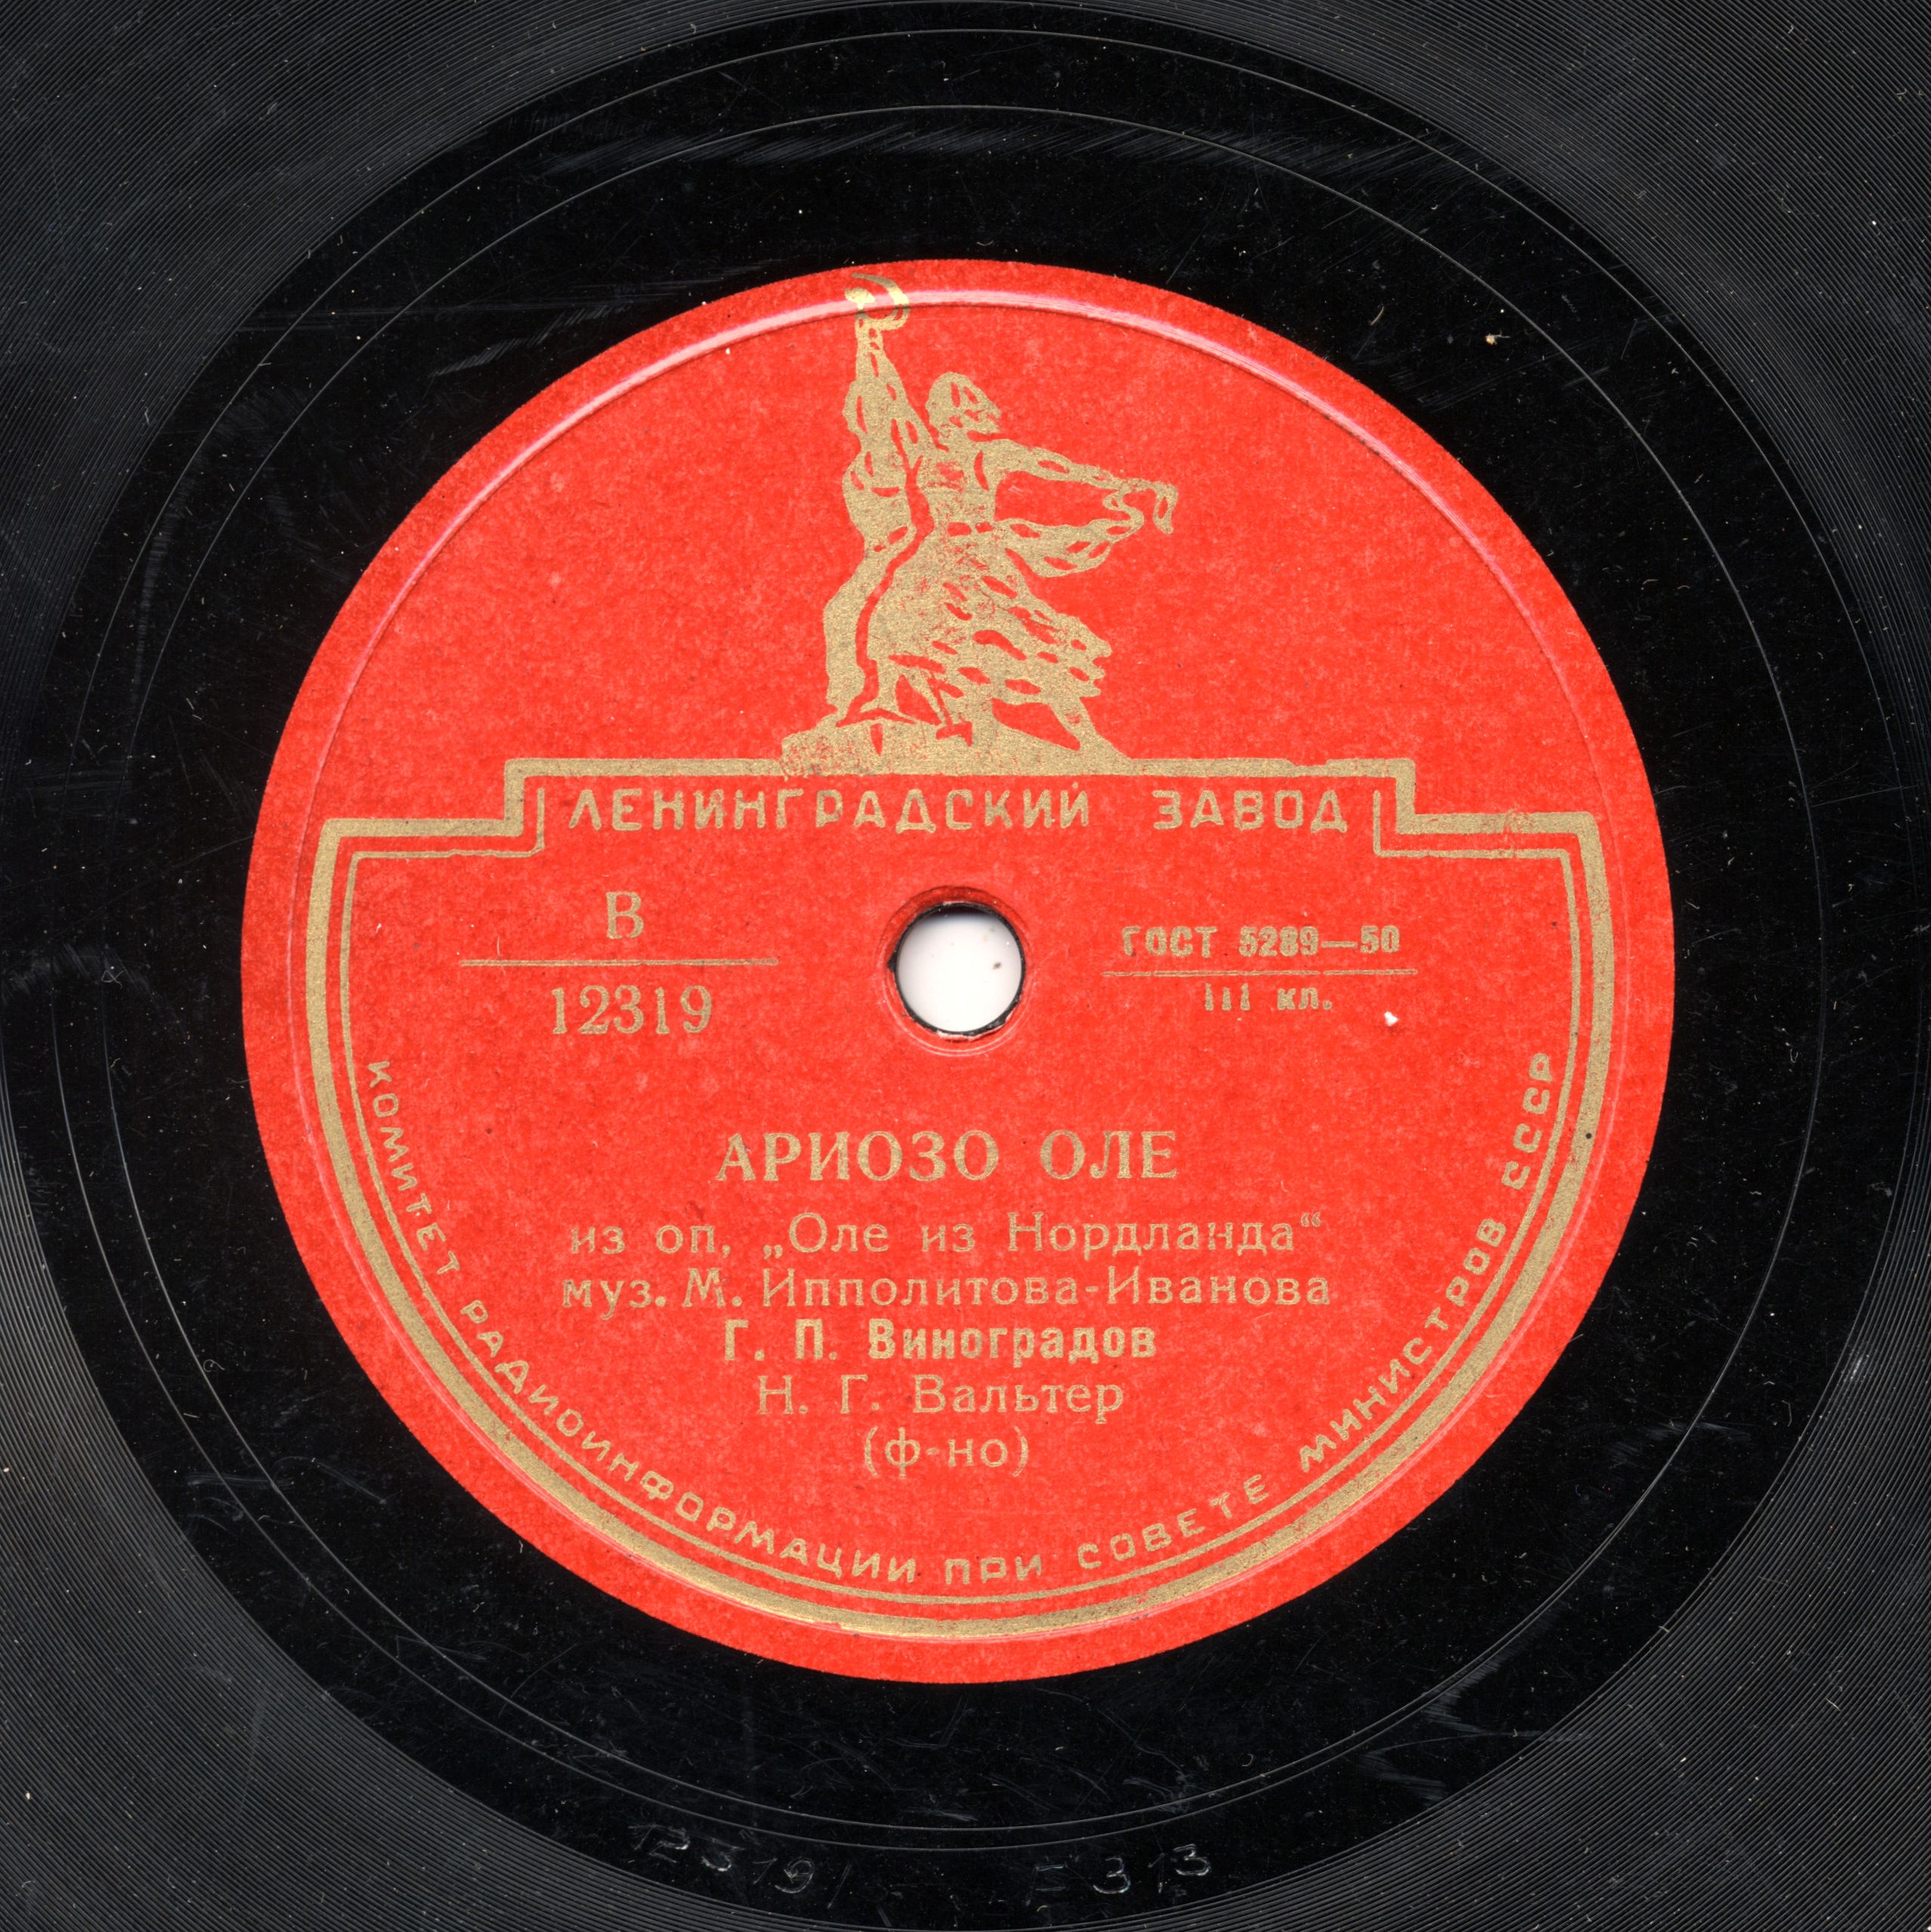 ЛЕНИНГРАДСКИЙ ЗАВОД
В
12319
ГОСТ 5289—50
III кл.
АРИОЗО ОЛЕ
из оп. „Оле из Нордланда“
муз. М. Ипполитова-Иванова
Г. П. Виноградов
Н. Г. Вальтер
(ф-но)
КОМИТЕТ РАДИОИНФОРМАЦИИ ПРИ СОВЕТЕ МИНИСТРОВ СССР
12319/